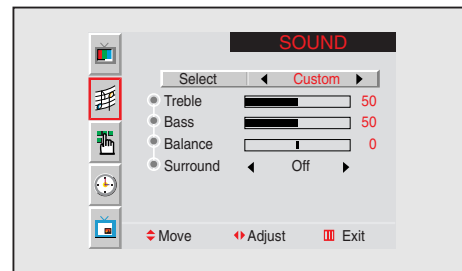 SOUND
Select Custom
Treble 50
Bass 50
Balance 0
Surround Off
Move Adjust Exit